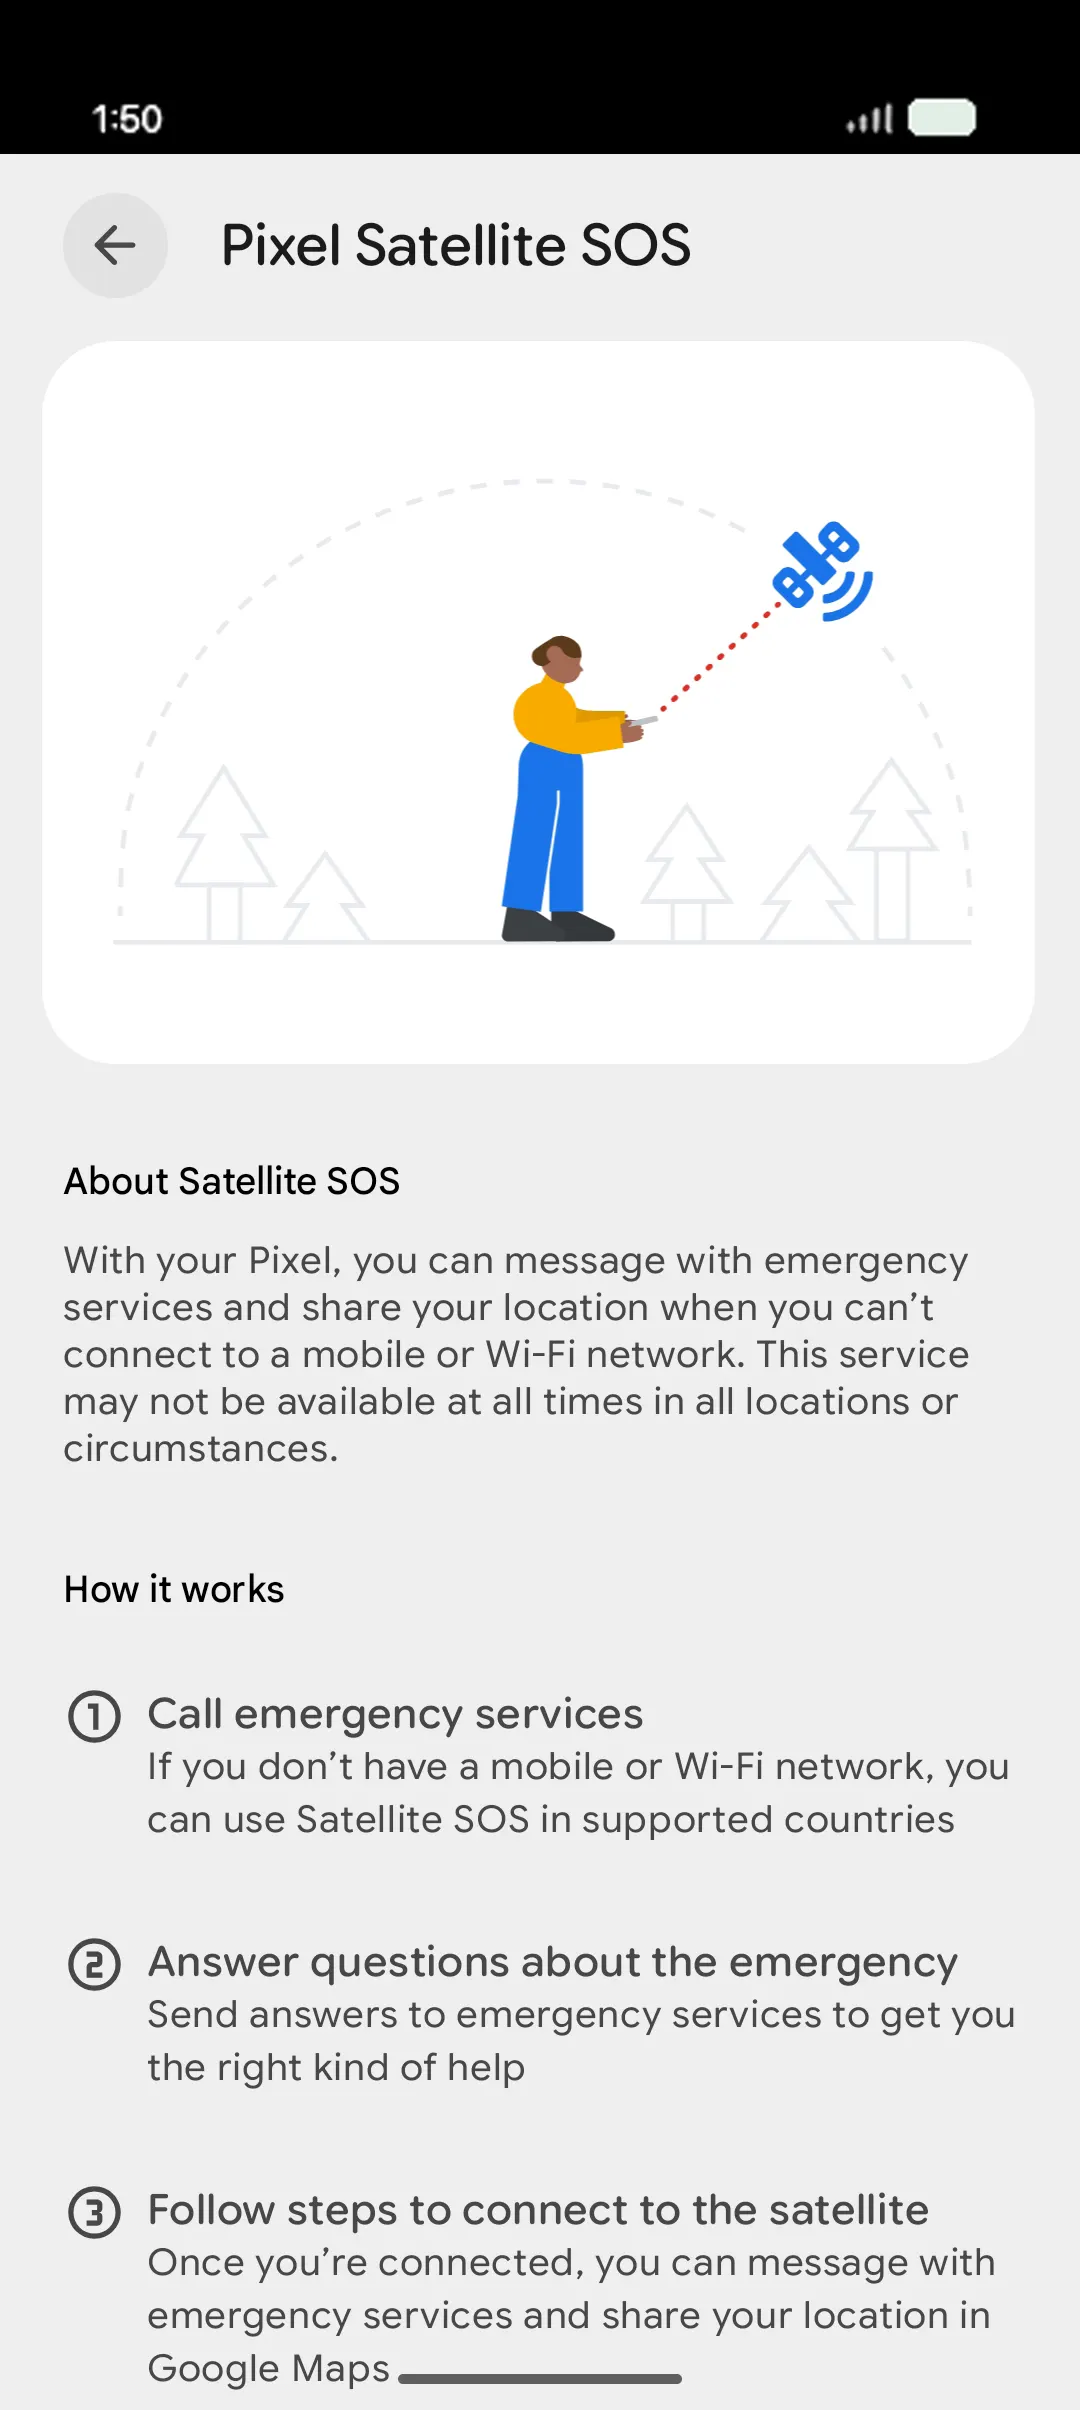 1:50
Pixel Satellite SOS
About Satellite SOS
With your Pixel, you can message with emergency
services and share your location when you can’t
connect to a mobile or Wi-Fi network. This service
may not be available at all times in all locations or
circumstances.
How it works
1 Call emergency services
If you don’t have a mobile or Wi-Fi network, you
can use Satellite SOS in supported countries
2 Answer questions about the emergency
Send answers to emergency services to get you
the right kind of help
3 Follow steps to connect to the satellite
Once you’re connected, you can message with
emergency services and share your location in
Google Maps